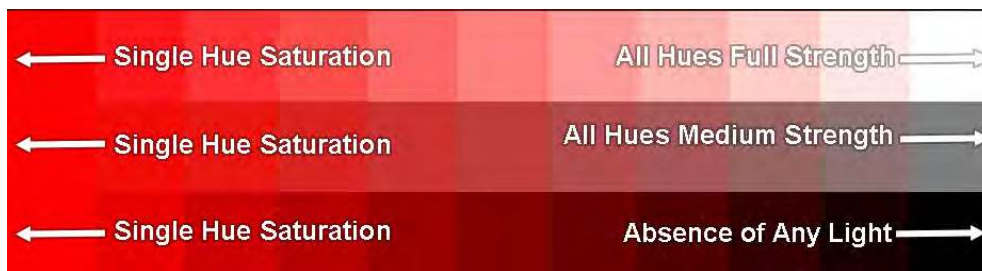 Single Hue Saturation All Hues Full Strength
Single Hue Saturation All Hues Medium Strength
Single Hue Saturation Absence of Any Light